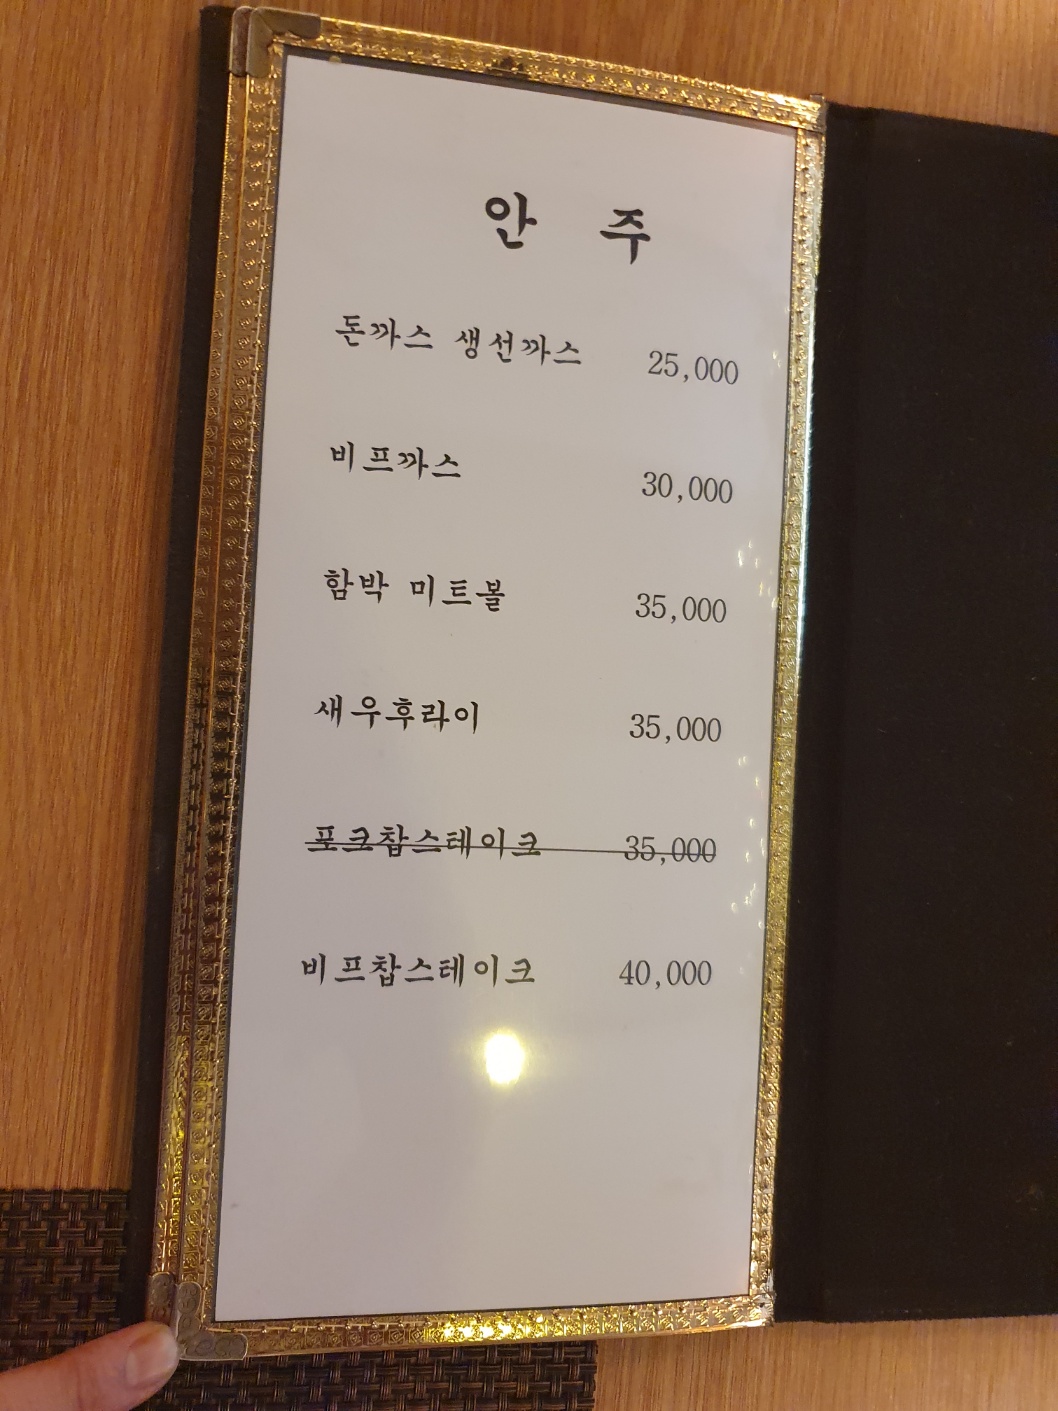 안 주
돈까스 생선까스 25,000
비프까스 30,000
함박 미트볼 35,000
새우후라이 35,000
포크찹스테이크 35,000
비프찹스테이크 40,000